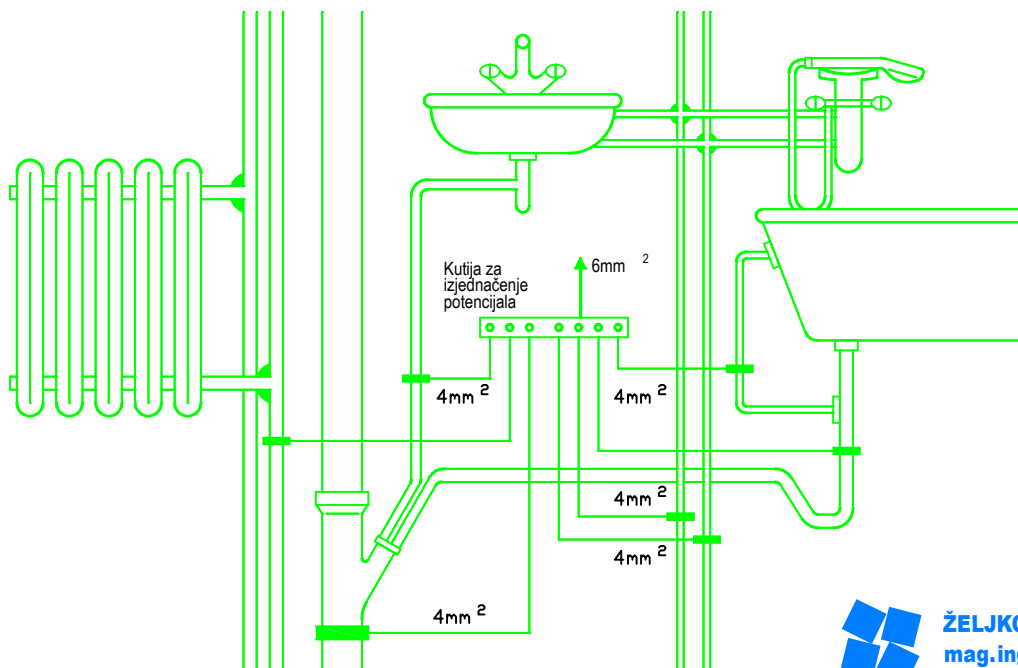 Kutija za
izjednačenje
potencijala
6mm 2
4mm 2
4mm 2
4mm 2
4mm 2
4mm 2
ŽELJKO
mag.ing